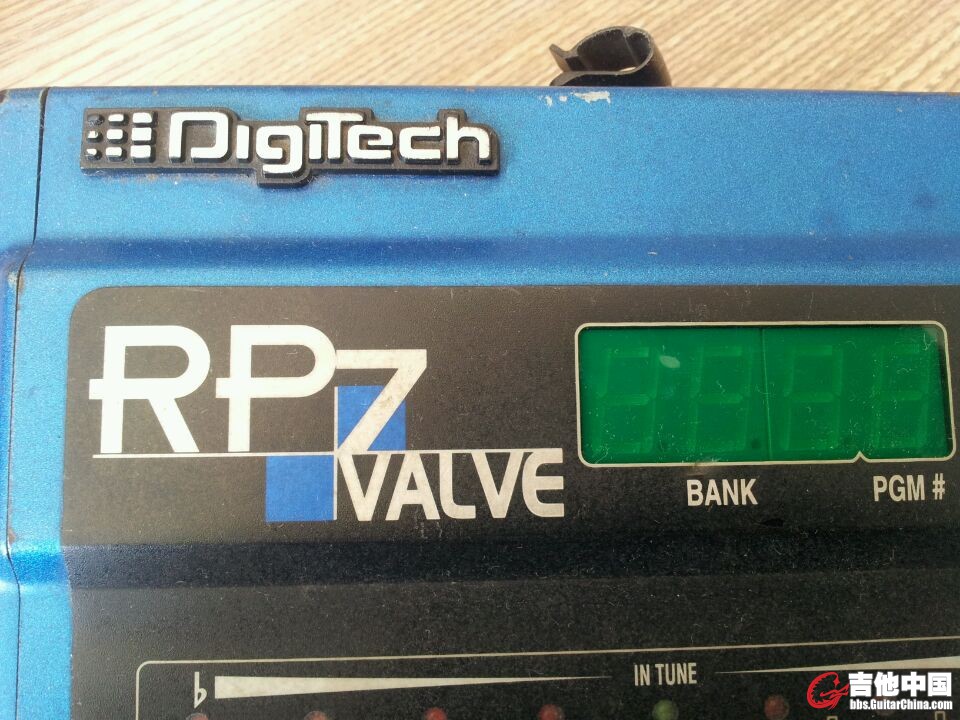 DigiTech
RP7
VALVE
BANK PGM #
IN TUNE
♭
吉他中国
bbs.GuitarChina.com